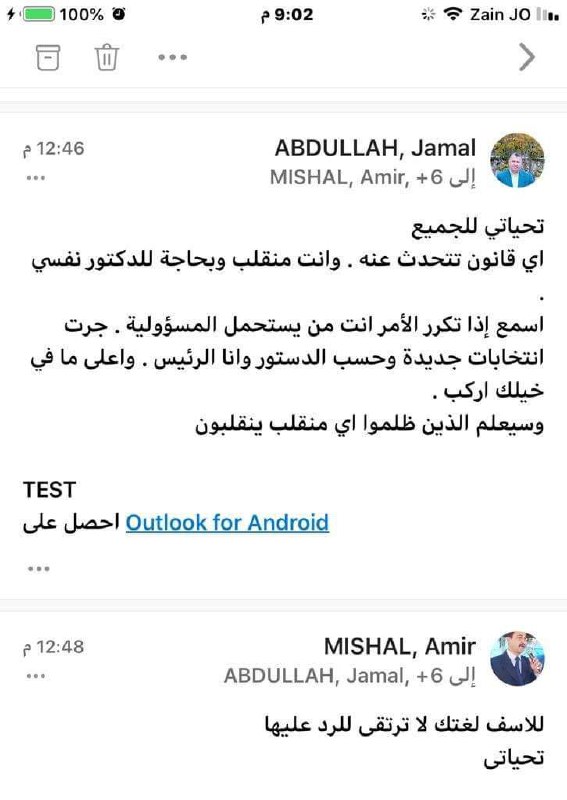 100% م 9:02 Zain JO
م 12:46 ABDULLAH, Jamal
إلى MISHAL, Amir, +6
تحياتي للجميع
اي قانون تتحدث عنه . وانت منقلب وبحاجة للدكتور نفسي
.
اسمع إذا تكرر الأمر انت من يستحمل المسؤولية . جرت
انتخابات جديدة وحسب الدستور وانا الرئيس . واعلى ما في
خيلك اركب .
وسيعلم الذين ظلموا اي منقلب ينقلبون
TEST
احصل على Outlook for Android
م 12:48 MISHAL, Amir
إلى ABDULLAH, Jamal, +6
للاسف لغتك لا ترتقى للرد عليها
تحياتى